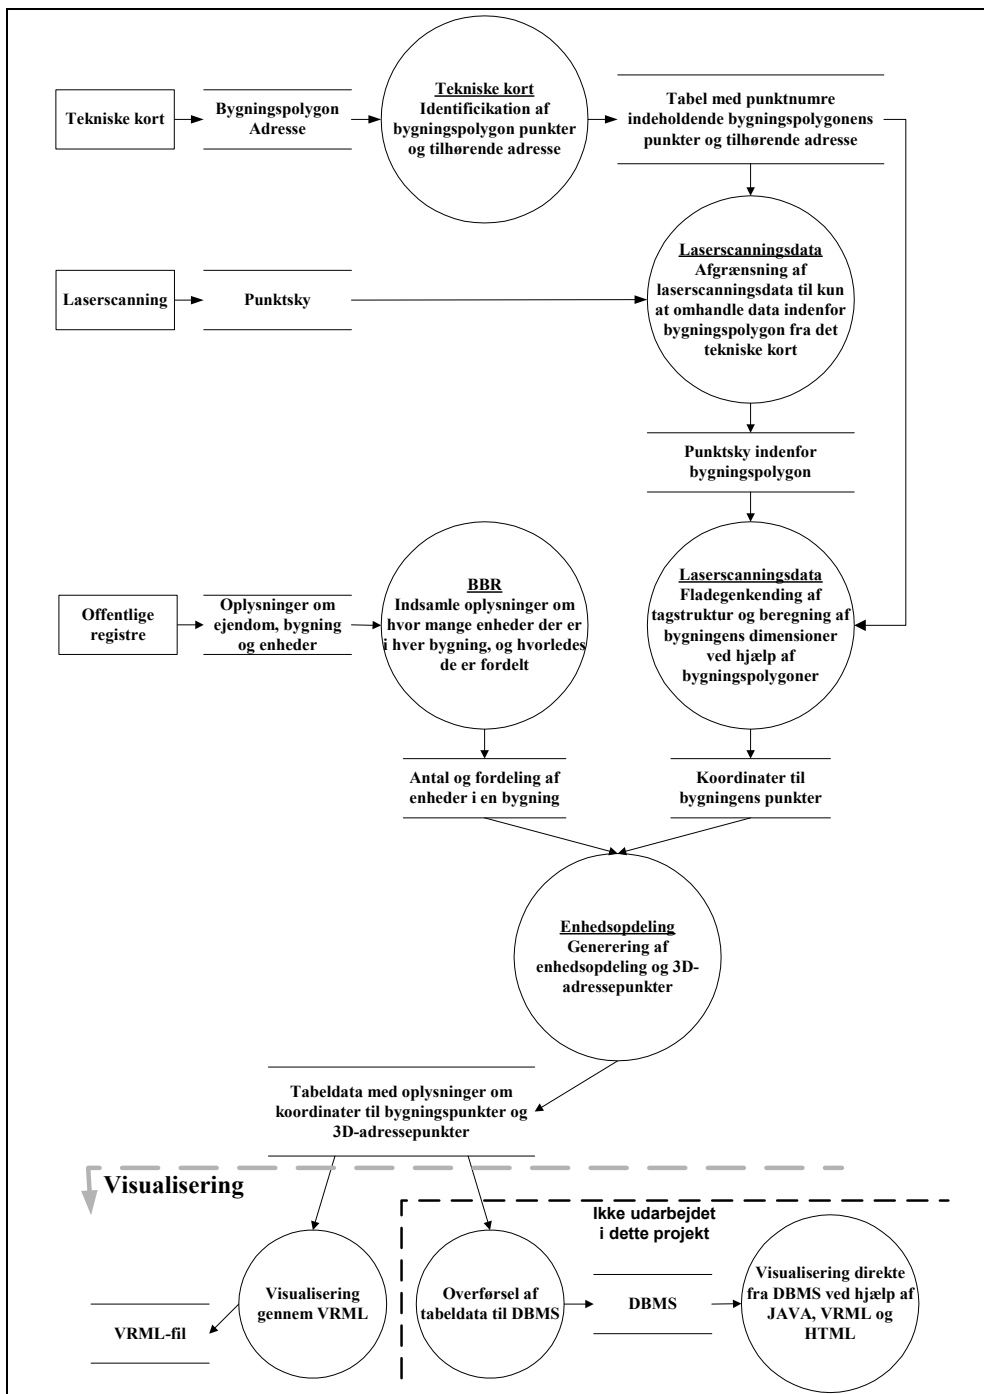 Tekniske kort
Bygningspolygon
Adresse
Tekniske kort
Identificikation af
bygningspolygon punkter
og tilhørende adresse
Tabel med punktnumre
indeholdende bygningspolygonens
punkter og tilhørende adresse
Laserscanning
Punktsky
Laserscanningsdata
Afgrænsning af
laserscanningsdata til kun
at omhandle data indenfor
bygningspolygon fra det
tekniske kort
Punktsky indenfor
bygningspolygon
Offentlige
registre
Oplysninger om
ejendom, bygning
og enheder
BBR
Indsamle oplysninger om
hvor mange enheder der er
i hver bygning, og hvorledes
de er fordelt
Laserscanningsdata
Fladegenkending af
tagstruktur og beregning af
bygningens dimensioner
ved hjælp af
bygningspolygoner
Antal og fordeling af
enheder i en bygning
Koordinater til
bygningens punkter
Enhedsopdeling
Generering af
enhedsopdeling og 3D-
adressepunkter
Tabeldata med oplysninger om
koordinater til bygningspunkter og
3D-adressepunkter
Visualisering
Ikke udarbejdet
i dette projekt
Visualisering
gennem VRML
VRML-fil
Overførsel af
tabeldata til DBMS
DBMS
Visualisering direkte
fra DBMS ved hjælp af
JAVA, VRML og
HTML